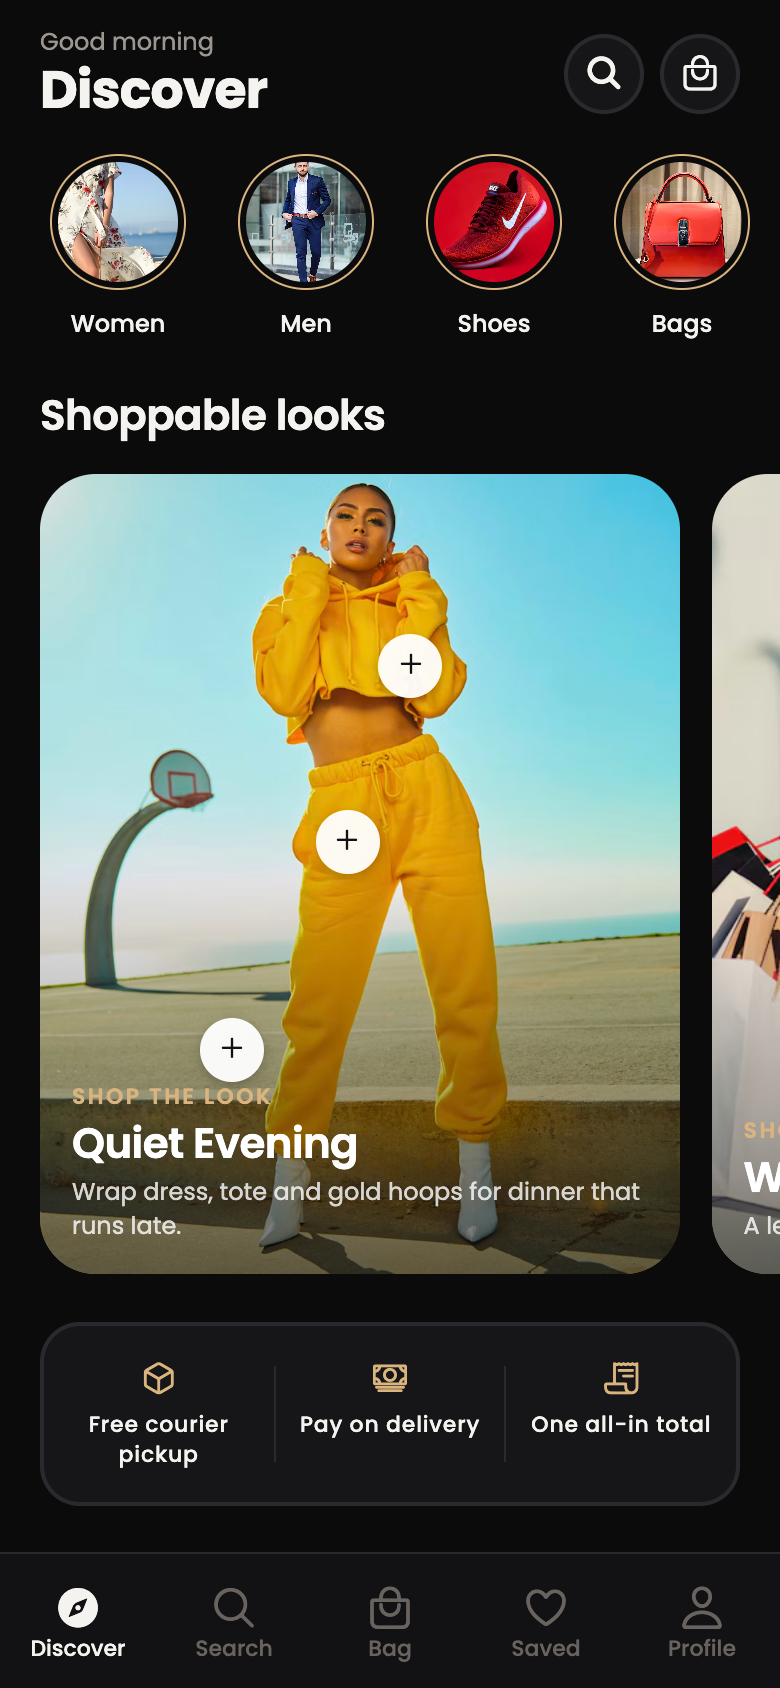 Good morning
Discover
Women
Men
Shoes
Bags
Shoppable looks
SHOP THE LOOK
Quiet Evening
Wrap dress, tote and gold hoops for dinner that
runs late.
Free courier
pickup
Pay on delivery
One all-in total
Discover
Search
Bag
Saved
Profile